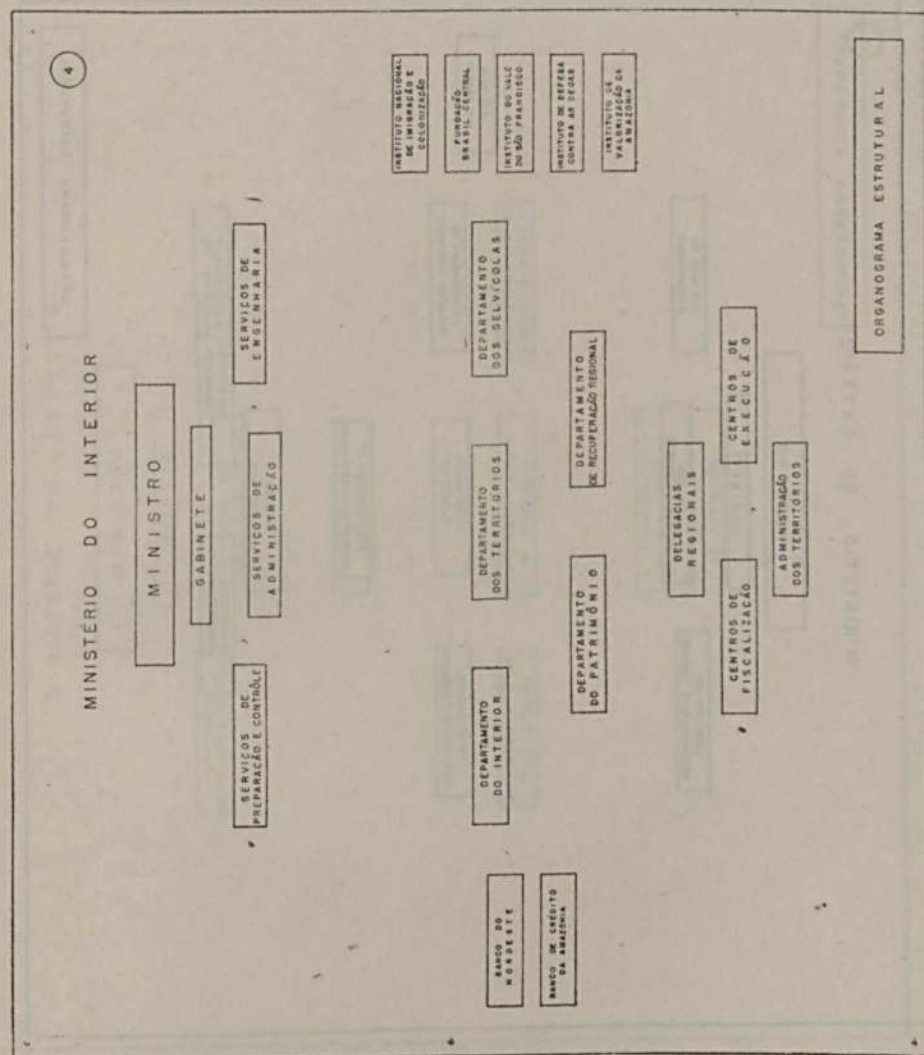 4
MINISTÉRIO DO INTERIOR
MINISTRO
GABINETE
SERVIÇOS DE
PREPARAÇÃO E CONTRÔLE
SERVIÇOS DE
ADMINISTRAÇÃO
SERVIÇOS DE
ENGENHARIA
INSTITUTO NACIONAL
DE IMIGRAÇÃO E
COLONIZAÇÃO
FUNDAÇÃO
BRASIL CENTRAL
INSTITUTO DO VALE
DO SÃO FRANCISCO
INSTITUTO DE DEFESA
CONTRA AS SECAS
INSTITUTO DE
VALORIZAÇÃO DA
AMAZONIA
BANCO DO
NORDESTE
BANCO DE CRÉDITO
DA AMAZONIA
DEPARTAMENTO
DO INTERIOR
DEPARTAMENTO
DOS TERRITÓRIOS
DEPARTAMENTO
DOS SELVÍCOLAS
DEPARTAMENTO
DO PATRIMÔNIO
DEPARTAMENTO
DE RECUPERAÇÃO REGIONAL
DELEGACIAS
REGIONAIS
CENTROS DE
FISCALIZAÇÃO
CENTROS DE
EXECUÇÃO
ADMINISTRAÇÃO
DOS TERRITÓRIOS
ORGANOGRAMA ESTRUTURAL